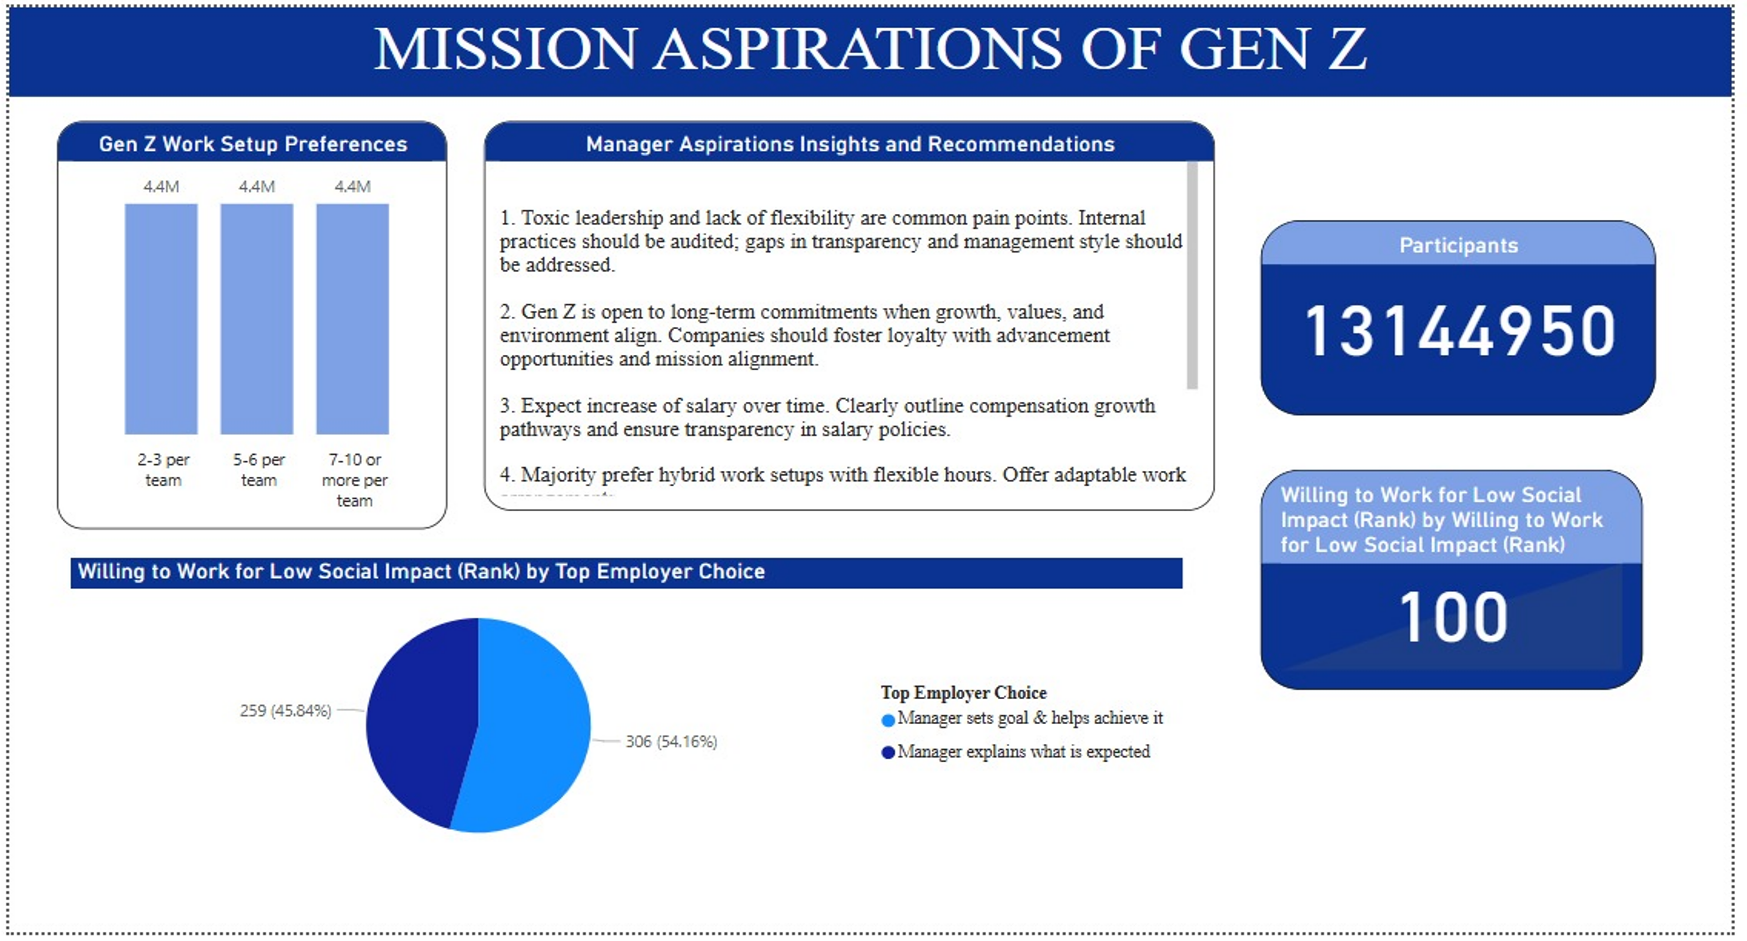 MISSION ASPIRATIONS OF GEN Z
Gen Z Work Setup Preferences
4.4M 4.4M 4.4M
2-3 per team
5-6 per team
7-10 or more per team
Manager Aspirations Insights and Recommendations
1. Toxic leadership and lack of flexibility are common pain points. Internal
practices should be audited; gaps in transparency and management style should
be addressed.
2. Gen Z is open to long-term commitments when growth, values, and
environment align. Companies should foster loyalty with advancement
opportunities and mission alignment.
3. Expect increase of salary over time. Clearly outline compensation growth
pathways and ensure transparency in salary policies.
4. Majority prefer hybrid work setups with flexible hours. Offer adaptable work
Participants
13144950
Willing to Work for Low Social
Impact (Rank) by Willing to Work
for Low Social Impact (Rank)
100
Willing to Work for Low Social Impact (Rank) by Top Employer Choice
259 (45.84%)
306 (54.16%)
Top Employer Choice
Manager sets goal & helps achieve it
Manager explains what is expected